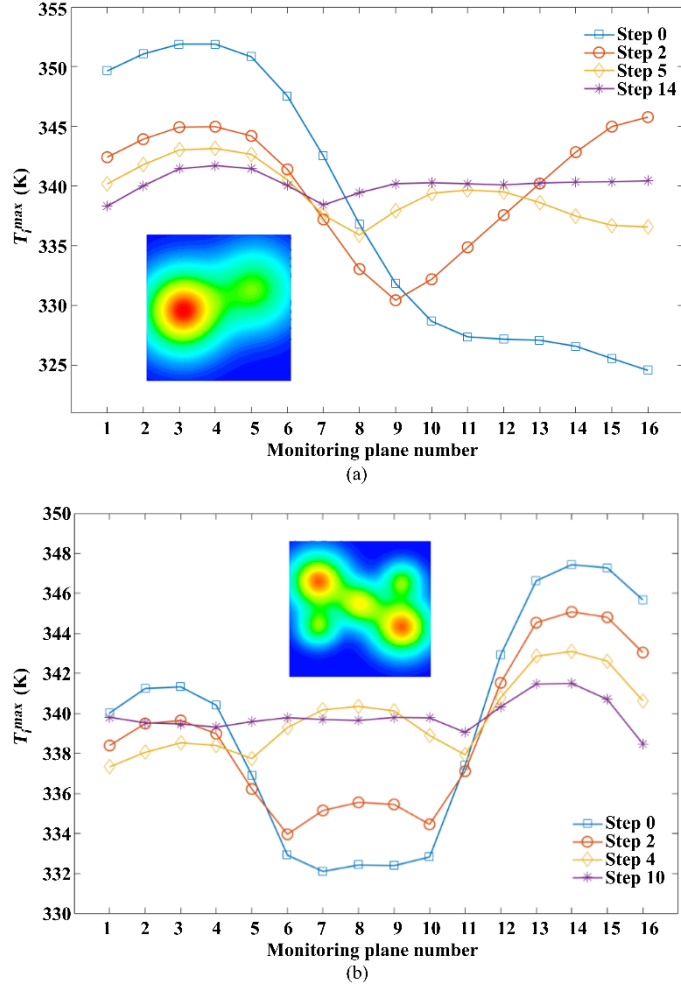 355
350
345
340
335
330
325
T_i^max (K)
Step 0
Step 2
Step 5
Step 14
1 2 3 4 5 6 7 8 9 10 11 12 13 14 15 16
Monitoring plane number
(a)
350
348
346
344
342
340
338
336
334
332
330
T_i^max (K)
Step 0
Step 2
Step 4
Step 10
1 2 3 4 5 6 7 8 9 10 11 12 13 14 15 16
Monitoring plane number
(b)